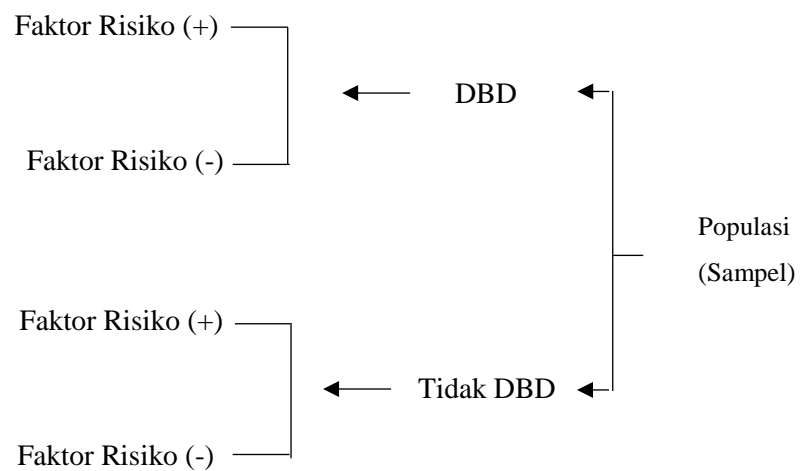 Faktor Risiko (+)
DBD
Faktor Risiko (-)
Populasi
(Sampel)
Faktor Risiko (+)
Tidak DBD
Faktor Risiko (-)